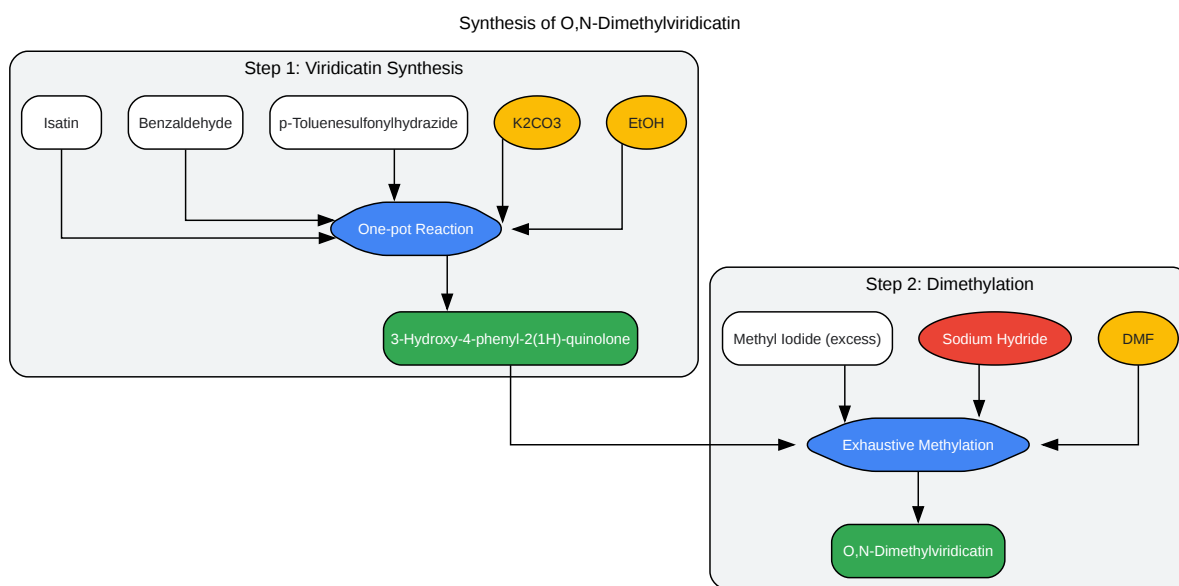 Synthesis of O,N-Dimethylviridicatin
Step 1: Viridicatin Synthesis
Isatin
Benzaldehyde
p-Toluenesulfonylhydrazide
K2CO3
EtOH
One-pot Reaction
3-Hydroxy-4-phenyl-2(1H)-quinolone
Step 2: Dimethylation
Methyl Iodide (excess)
Sodium Hydride
DMF
Exhaustive Methylation
O,N-Dimethylviridicatin